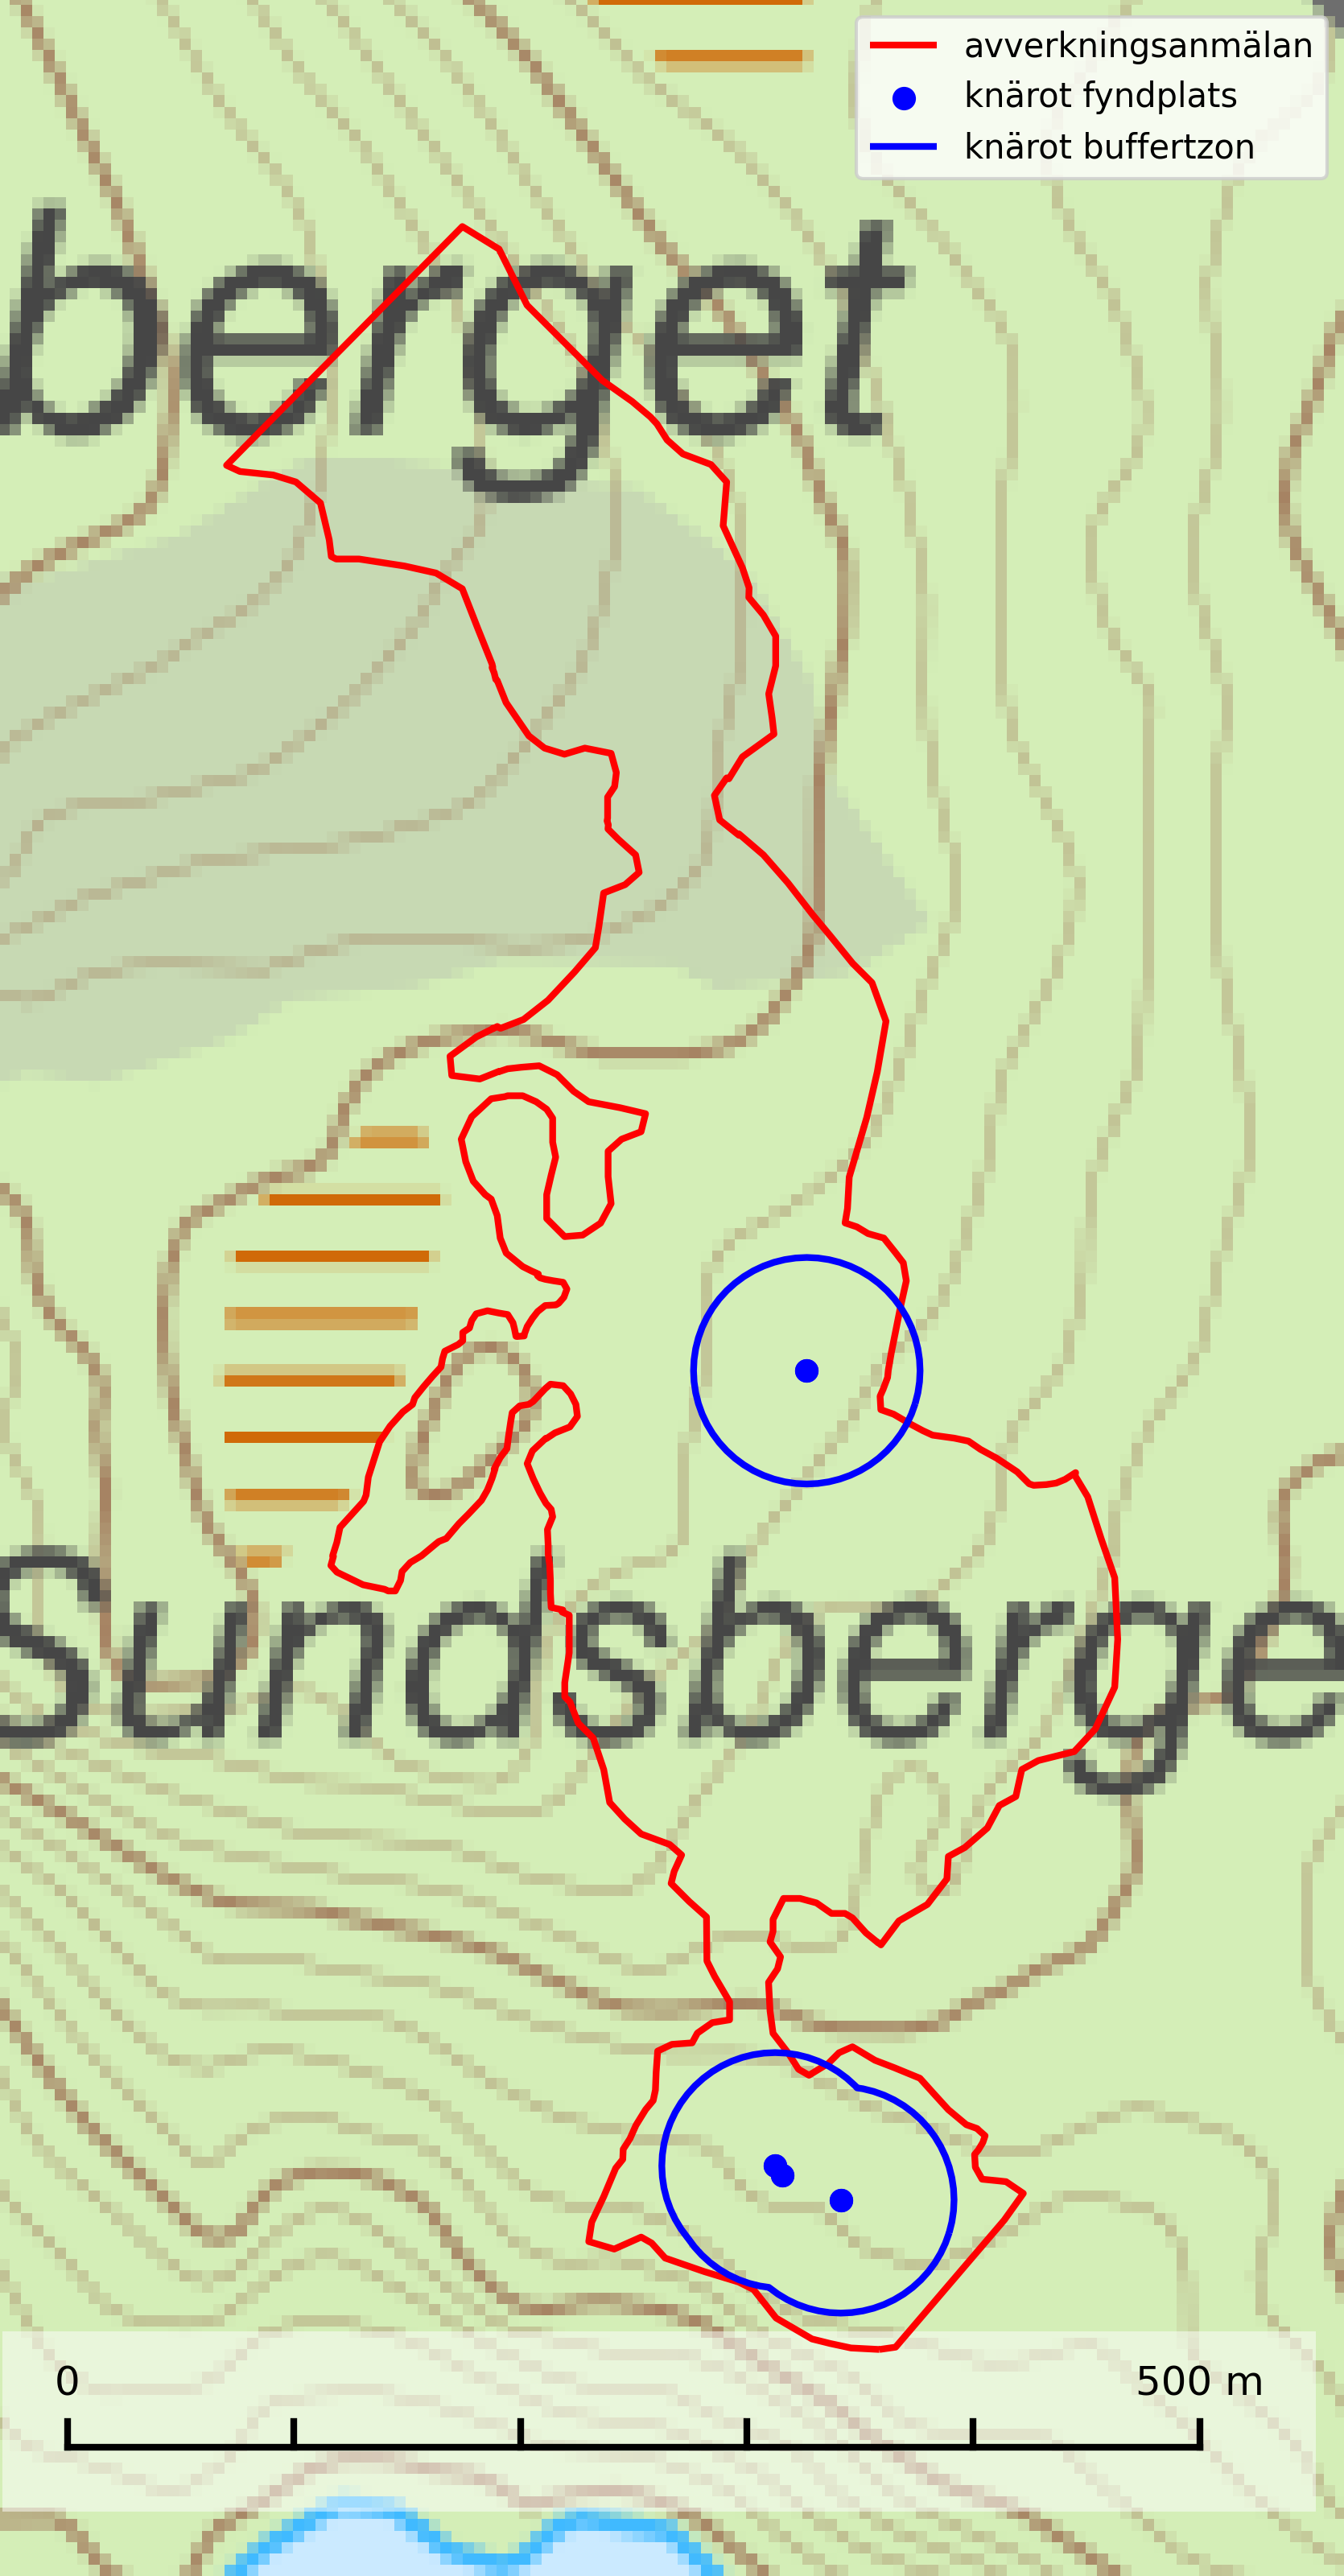 avverkningsanmälan
knärot fyndplats
knärot buffertzon
berget
Sundsberge
0 500 m